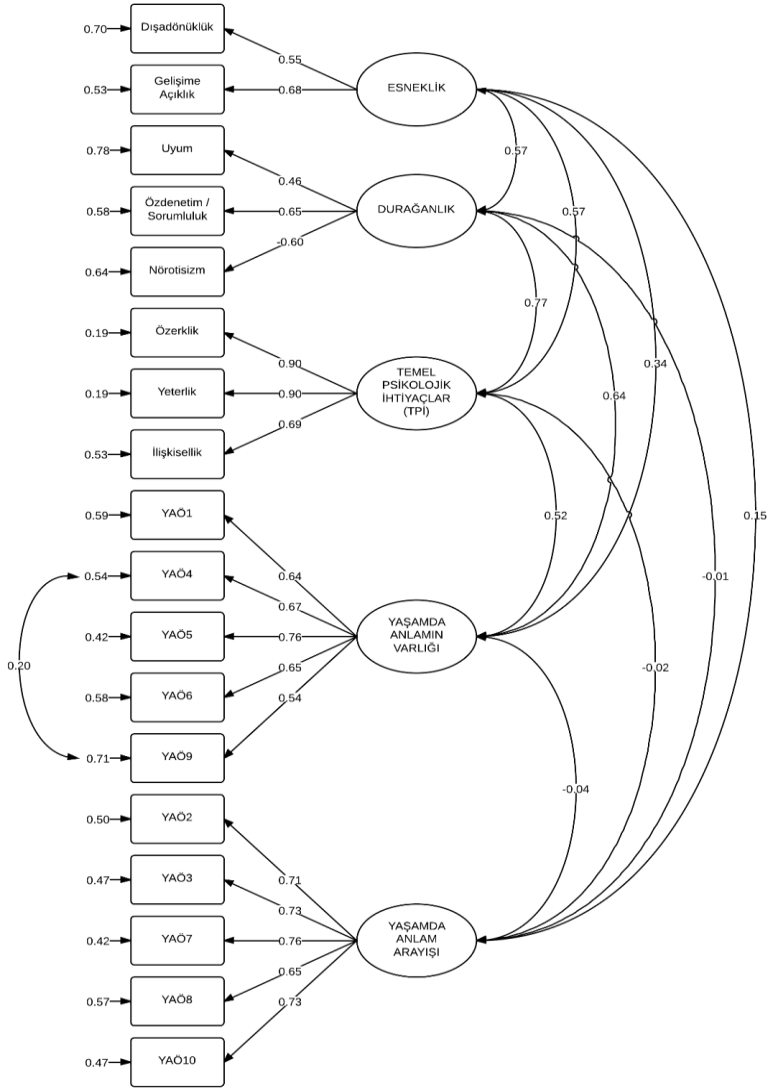 0.70
Dışadönüklük
0.55
ESNEKLİK
0.53
Gelişime
Açıklık
0.68
0.78
Uyum
0.57
0.46
0.58
Özdenetim /
Sorumluluk
0.65
DURAĞANLIK
0.57
-0.60
0.64
Nörotisizm
0.77
0.19
Özerklik
0.90
0.34
0.19
Yeterlik
0.90
TEMEL
PSİKOLOJİK
İHTİYAÇLAR
(TPİ)
0.64
0.69
0.53
İlişkisellik
0.59
YAÖ1
0.52
0.15
0.64
0.54
YAÖ4
-0.01
0.67
0.42
YAÖ5
0.76
YAŞAMDA
ANLAMIN
VARLIĞI
0.20
0.65
-0.02
0.58
YAÖ6
0.54
0.71
YAÖ9
-0.04
0.50
YAÖ2
0.71
0.47
YAÖ3
0.73
0.42
YAÖ7
0.76
YAŞAMDA
ANLAM
ARAYIŞI
0.65
0.57
YAÖ8
0.73
0.47
YAÖ10